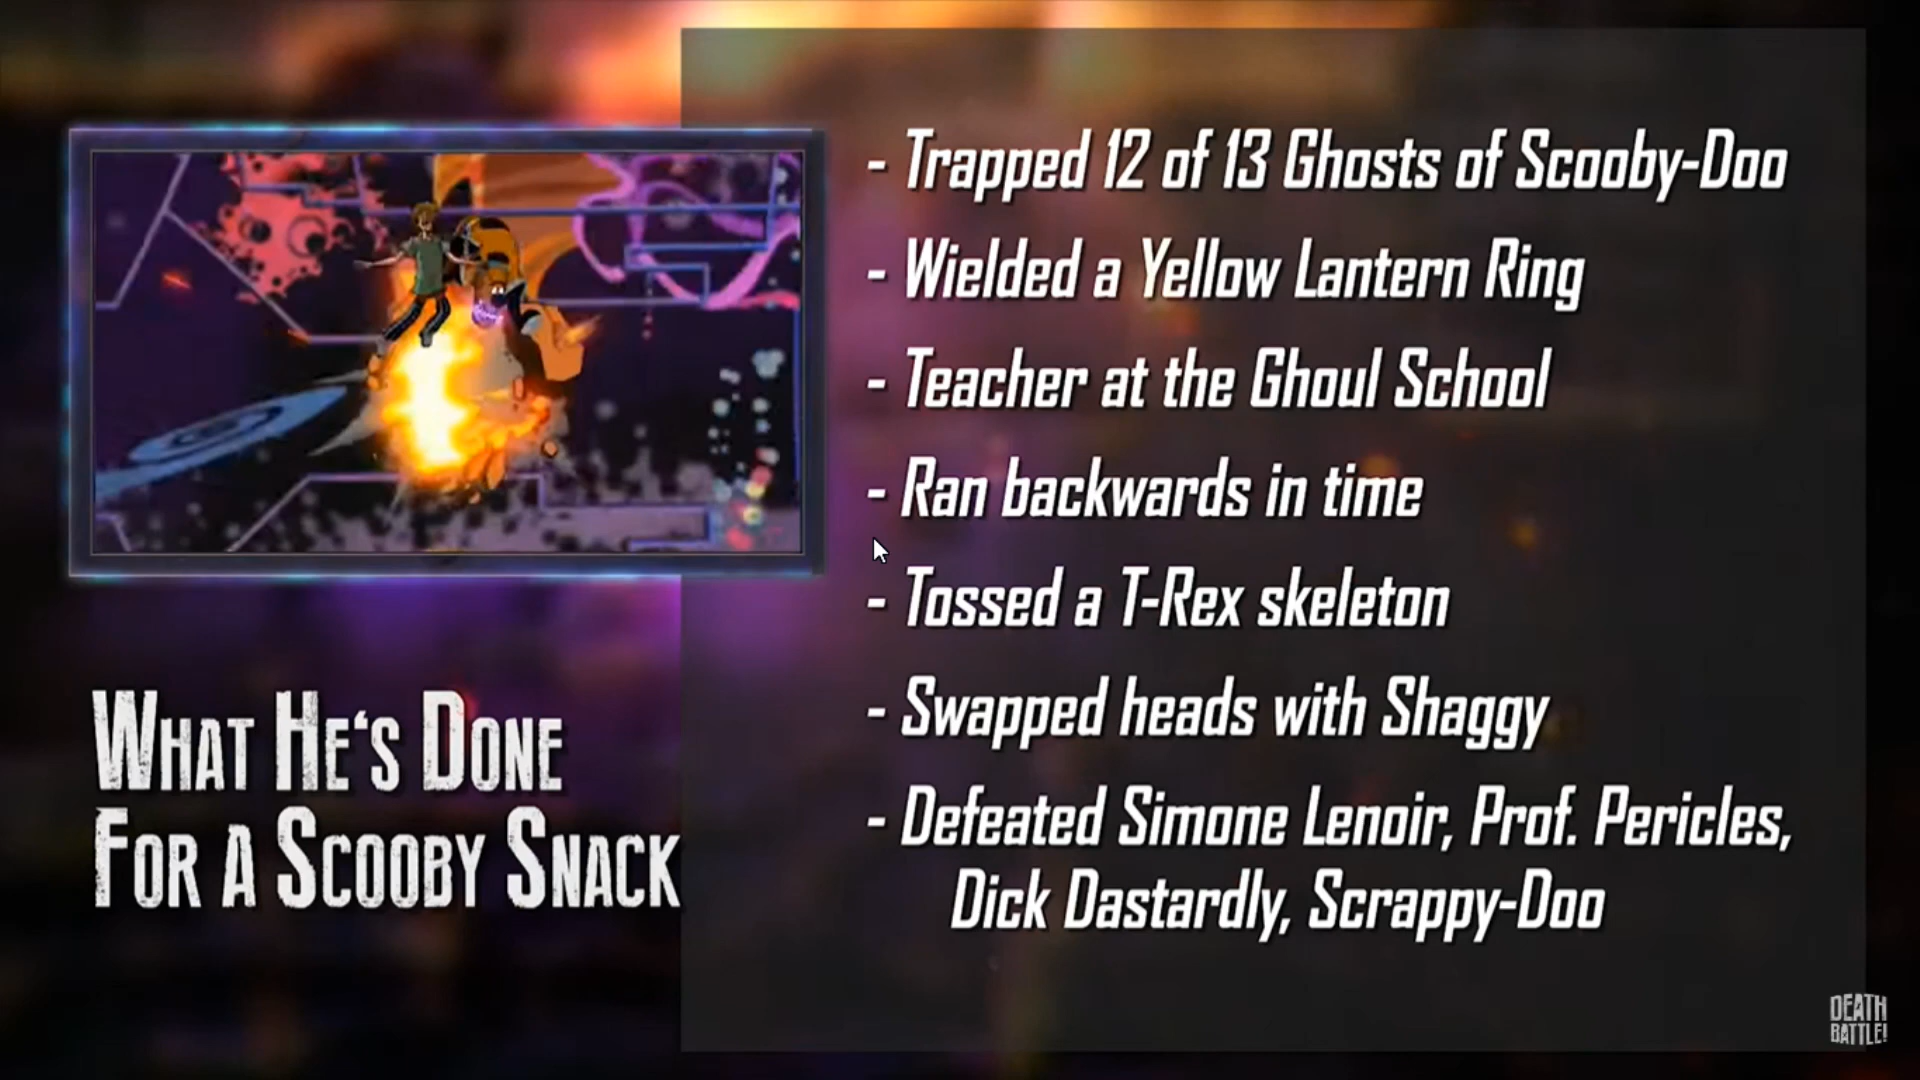 - Trapped 12 of 13 Ghosts of Scooby-Doo
- Wielded a Yellow Lantern Ring
- Teacher at the Ghoul School
- Ran backwards in time
- Tossed a T-Rex skeleton
- Swapped heads with Shaggy
- Defeated Simone Lenoir, Prof. Pericles,
Dick Dastardly, Scrappy-Doo
What He's Done
For a Scooby Snack
DEATH
BATTLE!